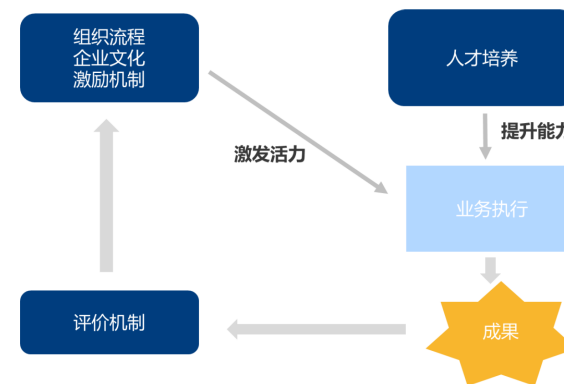 组织流程
企业文化
激励机制
人才培养
提升能力
激发活力
业务执行
评价机制
成果